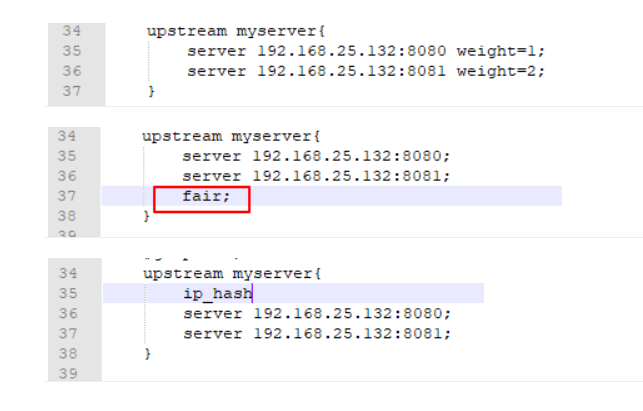 34 upstream myserver{
35 server 192.168.25.132:8080 weight=1;
36 server 192.168.25.132:8081 weight=2;
37 }
34 upstream myserver{
35 server 192.168.25.132:8080;
36 server 192.168.25.132:8081;
37 fair;
38 }
39
34 upstream myserver{
35 ip_hash
36 server 192.168.25.132:8080;
37 server 192.168.25.132:8081;
38 }
39